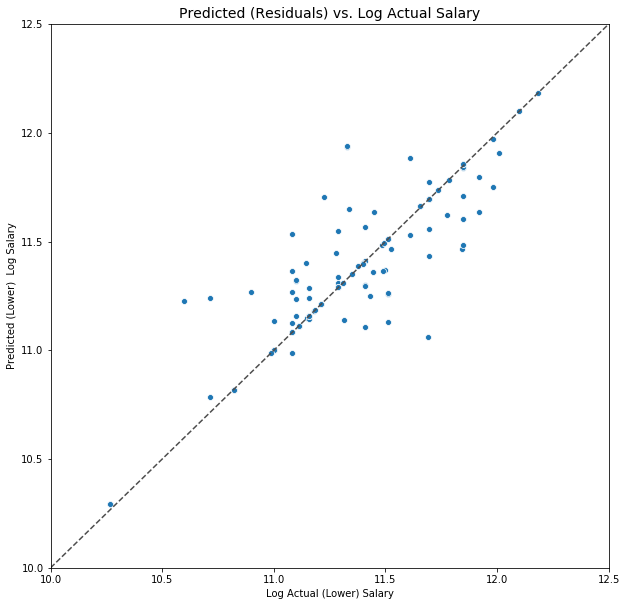 Predicted (Residuals) vs. Log Actual Salary
12.5
12.0
11.5
11.0
10.5
10.0
Predicted (Lower)  Log Salary
10.0 10.5 11.0 11.5 12.0 12.5
Log Actual (Lower) Salary